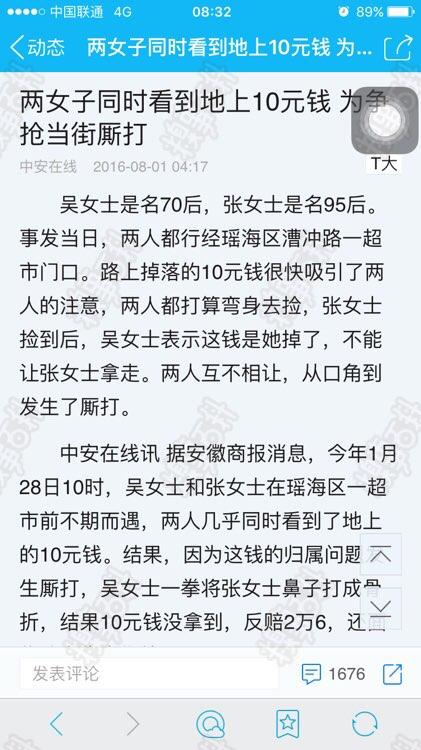 中国联通 4G 08:32 89%
动态 两女子同时看到地上10元钱 为...
两女子同时看到地上10元钱 为争
抢当街厮打
中安在线 2016-08-01 04:17
T大
吴女士是名70后，张女士是名95后。
事发当日，两人都行经瑶海区漕冲路一超
市门口。路上掉落的10元钱很快吸引了两
人的注意，两人都打算弯身去捡，张女士
捡到后，吴女士表示这钱是她掉了，不能
让张女士拿走。两人互不相让，从口角到
发生了厮打。
中安在线讯 据安徽商报消息，今年1月
28日10时，吴女士和张女士在瑶海区一超
市前不期而遇，两人几乎同时看到了地上
的10元钱。结果，因为这钱的归属问题
生厮打，吴女士一拳将张女士鼻子打成骨
折，结果10元钱没拿到，反赔2万6，还
发表评论 1676